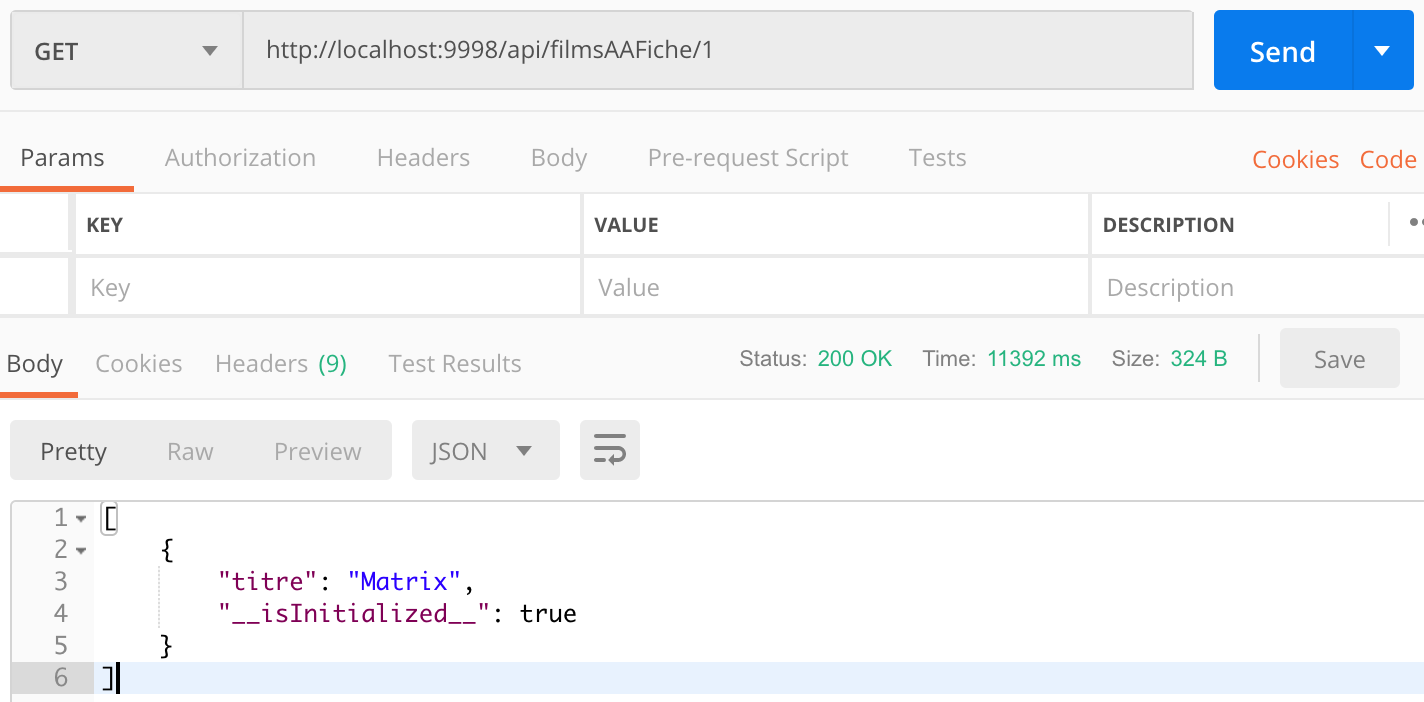 GET http://localhost:9998/api/filmsAAFiche/1 Send
Params Authorization Headers Body Pre-request Script Tests Cookies Code
KEY VALUE DESCRIPTION
Key Value Description
Body Cookies Headers (9) Test Results Status: 200 OK Time: 11392 ms Size: 324 B Save
Pretty Raw Preview JSON
1 [
2 {
3 "titre": "Matrix",
4 "__isInitialized__": true
5 }
6 ]